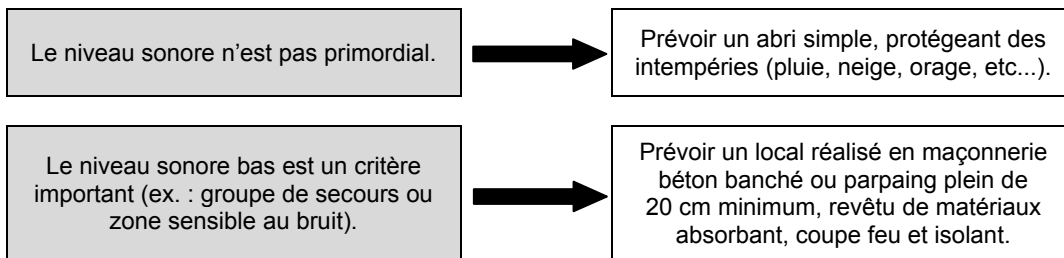 Le niveau sonore n’est pas primordial.
Prévoir un abri simple, protégeant des
intempéries (pluie, neige, orage, etc...).
Le niveau sonore bas est un critère
important (ex. : groupe de secours ou
zone sensible au bruit).
Prévoir un local réalisé en maçonnerie
béton banché ou parpaing plein de
20 cm minimum, revêtu de matériaux
absorbant, coupe feu et isolant.